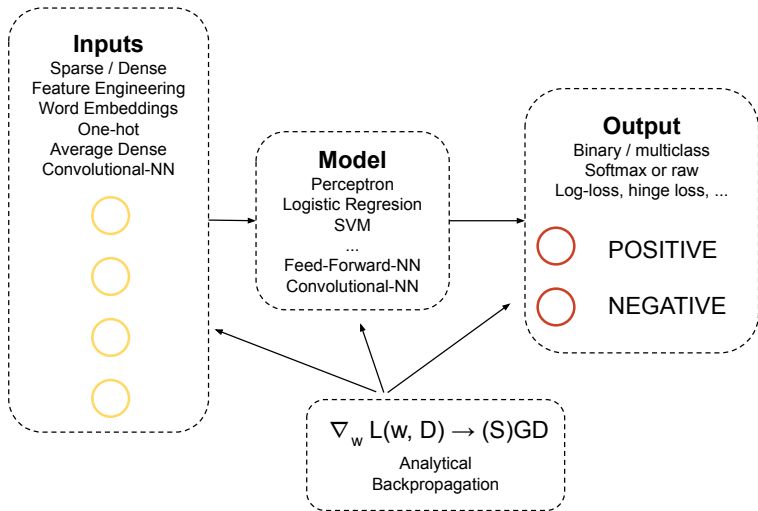 Inputs
Sparse / Dense
Feature Engineering
Word Embeddings
One-hot
Average Dense
Convolutional-NN
Model
Perceptron
Logistic Regresion
SVM
...
Feed-Forward-NN
Convolutional-NN
Output
Binary / multiclass
Softmax or raw
Log-loss, hinge loss, ...
POSITIVE
NEGATIVE
∇w L(w, D) → (S)GD
Analytical
Backpropagation